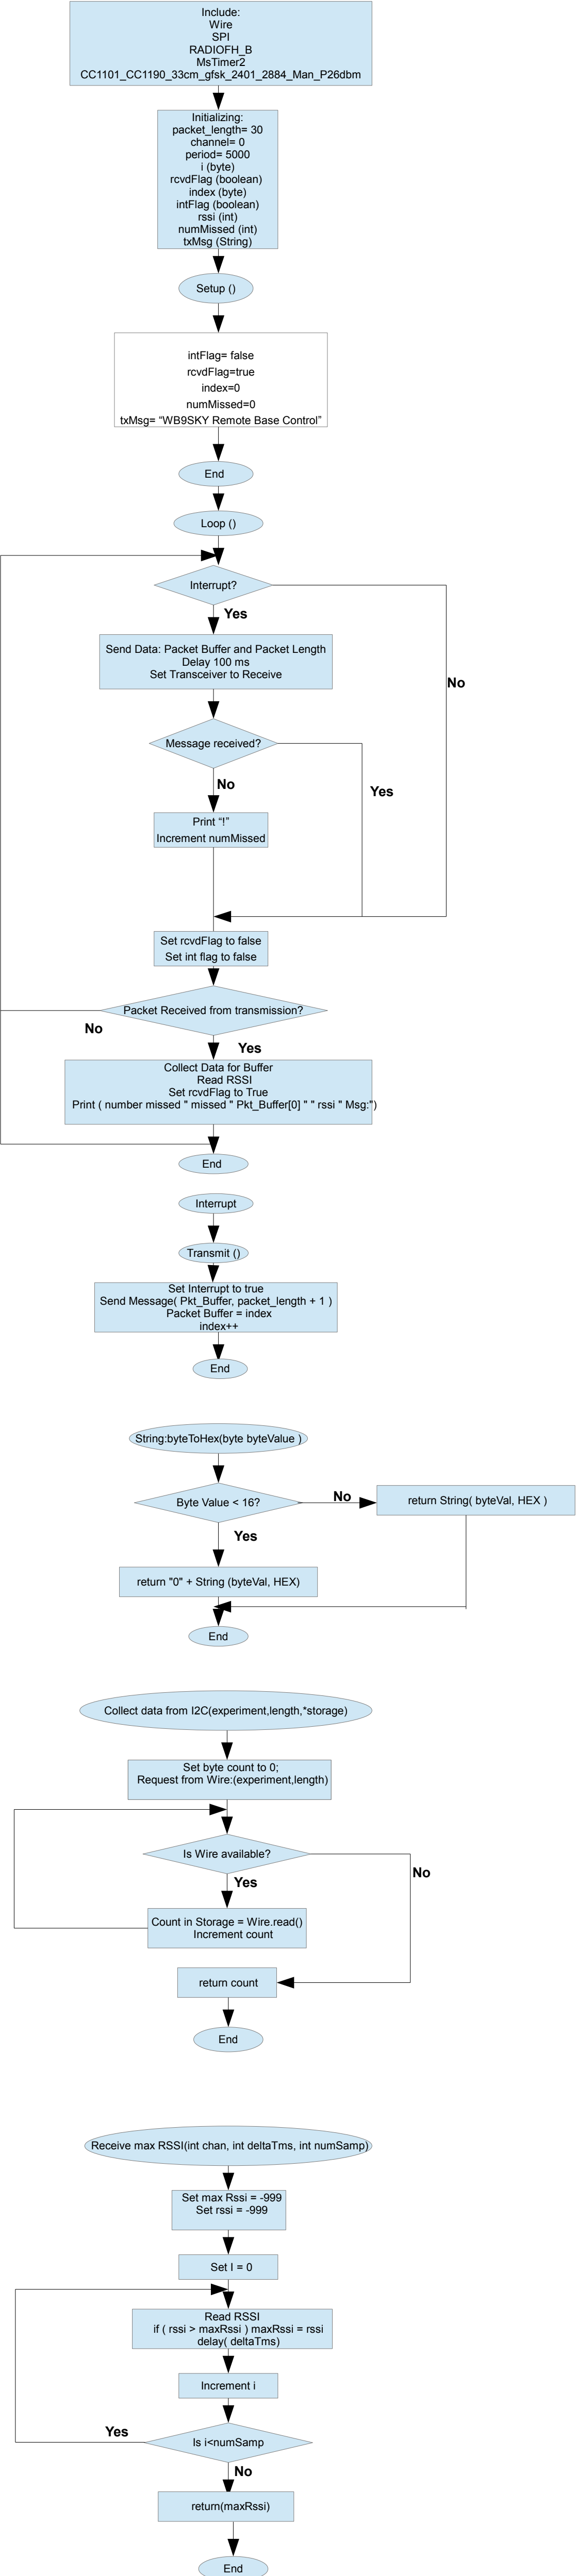 Include:
Wire
SPI
RADIOFH_B
MsTimer2
CC1101_CC1190_33cm_gfsk_2401_2884_Man_P26dbm
Initializing:
packet_length= 30
channel= 0
period= 5000
i (byte)
rcvdFlag (boolean)
index (byte)
intFlag (boolean)
rssi (int)
numMissed (int)
txMsg (String)
Setup ()
intFlag= false
rcvdFlag=true
index=0
numMissed=0
txMsg= “WB9SKY Remote Base Control”
End
Loop ()
Interrupt?
Yes
Send Data: Packet Buffer and Packet Length
Delay 100 ms
Set Transceiver to Receive
No
Message received?
No
Yes
Print “!”
Increment numMissed
Set rcvdFlag to false
Set int flag to false
Packet Received from transmission?
No
Yes
Collect Data for Buffer
Read RSSI
Set rcvdFlag to True
Print ( number missed " missed " Pkt_Buffer[0] " " rssi " Msg:")
End
Interrupt
Transmit ()
Set Interrupt to true
Send Message( Pkt_Buffer, packet_length + 1 )
Packet Buffer = index
index++
End
String:byteToHex(byte byteValue )
Byte Value < 16?
No
return String( byteVal, HEX )
Yes
return "0" + String (byteVal, HEX)
End
Collect data from I2C(experiment,length,*storage)
Set byte count to 0;
Request from Wire:(experiment,length)
Is Wire available?
No
Yes
Count in Storage = Wire.read()
Increment count
return count
End
Receive max RSSI(int chan, int deltaTms, int numSamp)
Set max Rssi = -999
Set rssi = -999
Set I = 0
Read RSSI
if ( rssi > maxRssi ) maxRssi = rssi
delay( deltaTms)
Increment i
Yes
Is i<numSamp
No
return(maxRssi)
End